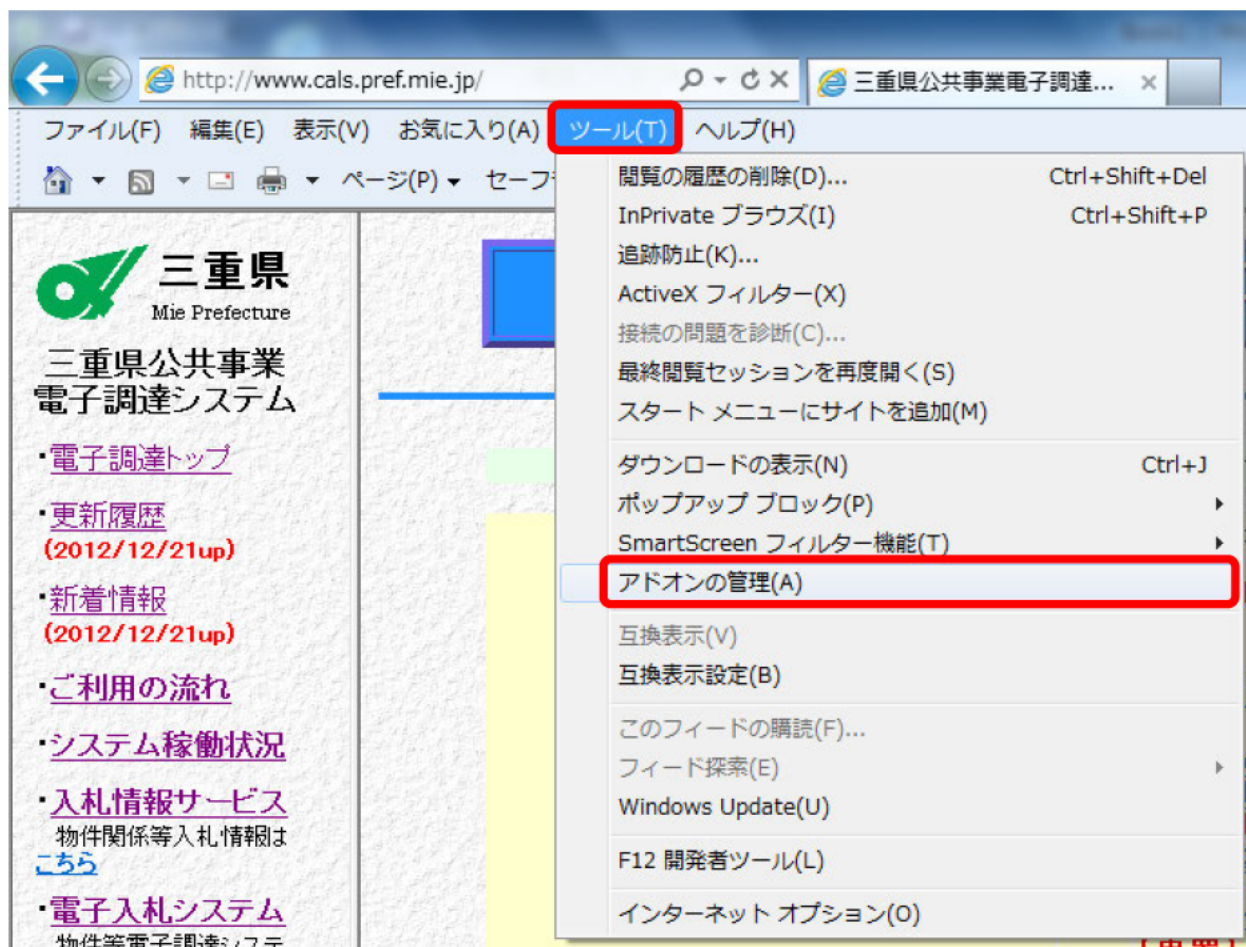 http://www.cals.pref.mie.jp/
三重県公共事業電子調達...
ファイル(F) 編集(E) 表示(V) お気に入り(A) ツール(T) ヘルプ(H)
ページ(P) セーフ
三重県
Mie Prefecture
三重県公共事業
電子調達システム
・電子調達トップ
・更新履歴
(2012/12/21up)
・新着情報
(2012/12/21up)
・ご利用の流れ
・システム稼働状況
・入札情報サービス
物件関係等入札情報は
こちら
・電子入札システム
物件等電子調達システ
閲覧の履歴の削除(D)... Ctrl+Shift+Del
InPrivate ブラウズ(I) Ctrl+Shift+P
追跡防止(K)...
ActiveX フィルター(X)
接続の問題を診断(C)...
最終閲覧セッションを再度開く(S)
スタート メニューにサイトを追加(M)
ダウンロードの表示(N) Ctrl+J
ポップアップ ブロック(P)
SmartScreen フィルター機能(T)
アドオンの管理(A)
互換表示(V)
互換表示設定(B)
このフィードの購読(F)...
フィード探索(E)
Windows Update(U)
F12 開発者ツール(L)
インターネット オプション(O)